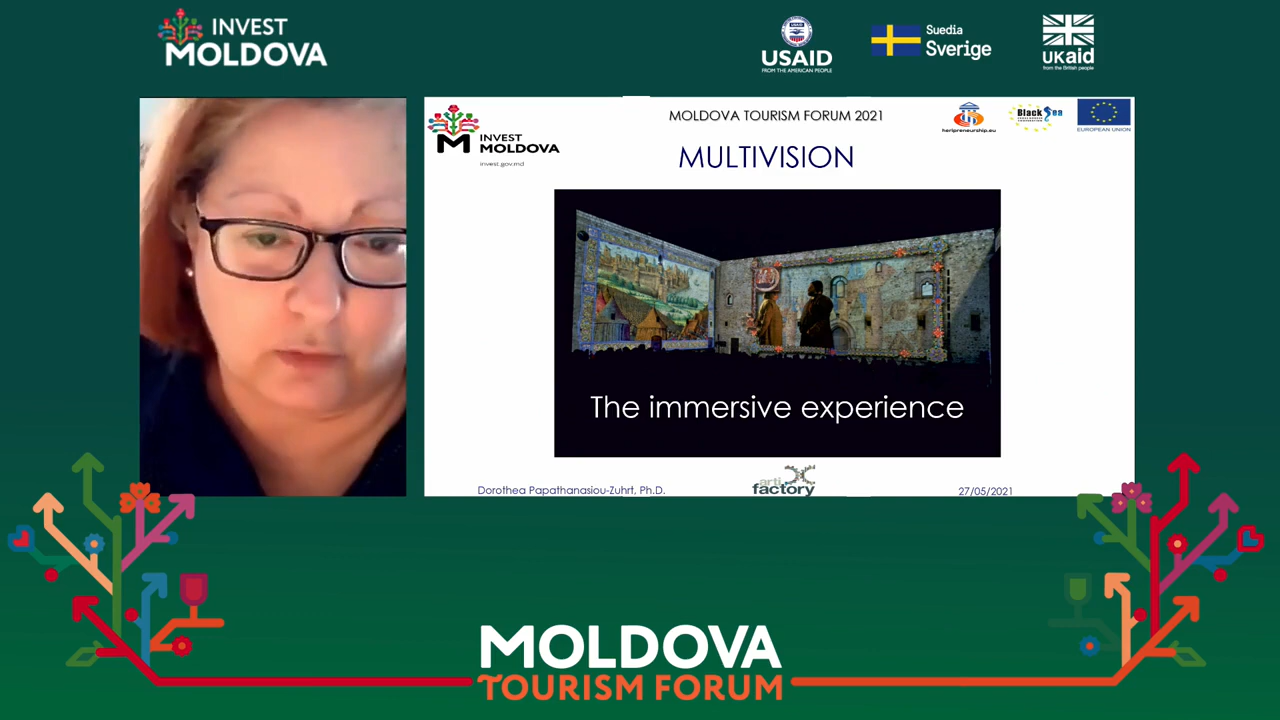 INVEST
MOLDOVA
USAID
FROM THE AMERICAN PEOPLE
Suedia
Sverige
UKaid
from the British people
INVEST
MOLDOVA
invest.gov.md
MOLDOVA TOURISM FORUM 2021
MULTIVISION
heripreneurship.eu
Black Sea
EUROPEAN UNION
The immersive experience
Dorothea Papathanasiou-Zuhrt, Ph.D.
arti
factory
27/05/2021
MOLDOVA
TOURISM FORUM